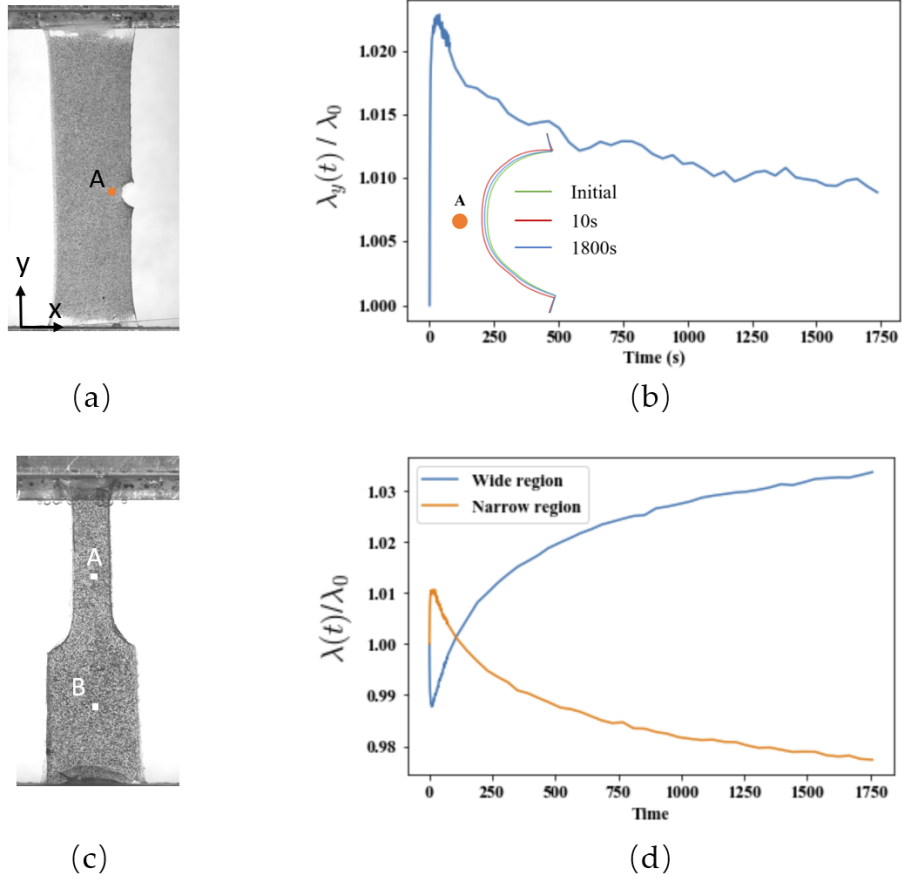 A
y
x
(a)
λy(t) / λ0
1.020
1.015
1.010
1.005
1.000
A
Initial
10s
1800s
0 250 500 750 1000 1250 1500 1750
Time (s)
(b)
A
B
(c)
λ(t)/λ0
Wide region
Narrow region
1.03
1.02
1.01
1.00
0.99
0.98
0 250 500 750 1000 1250 1500 1750
Time
(d)